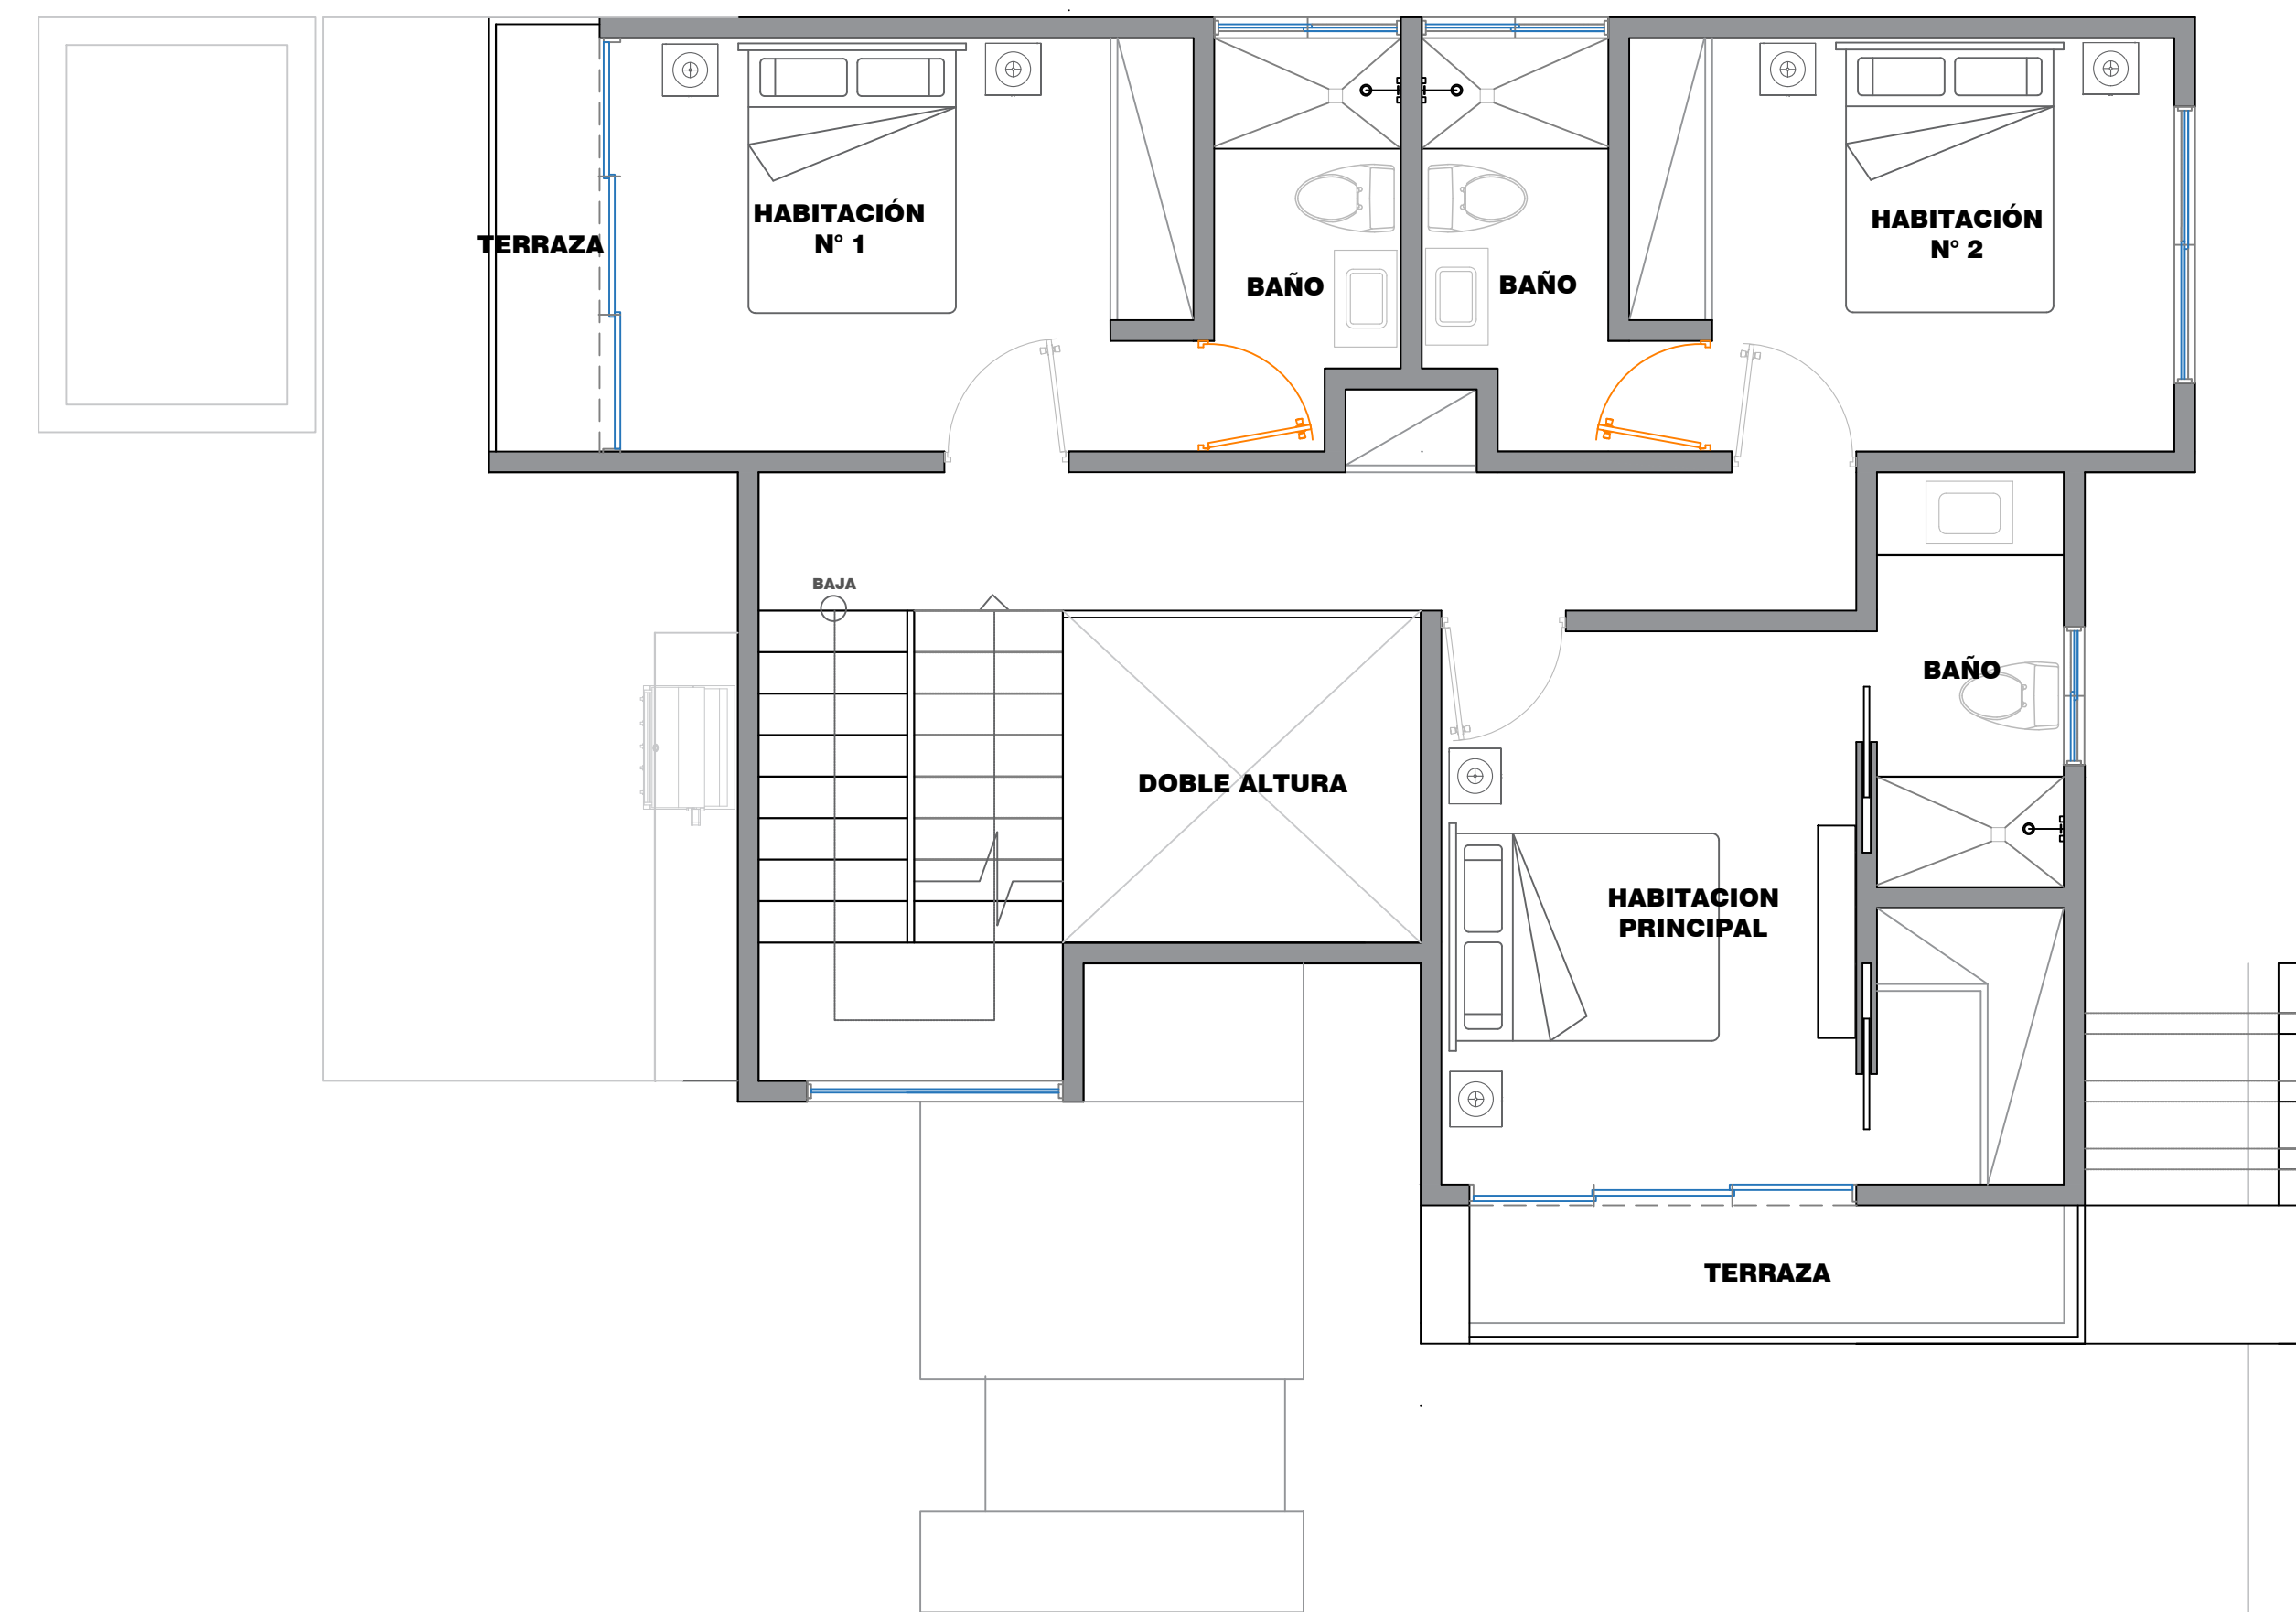 HABITACIÓN
N° 1
TERRAZA
BAÑO
BAÑO
HABITACIÓN
N° 2
BAJA
BAÑO
DOBLE ALTURA
HABITACION
PRINCIPAL
TERRAZA